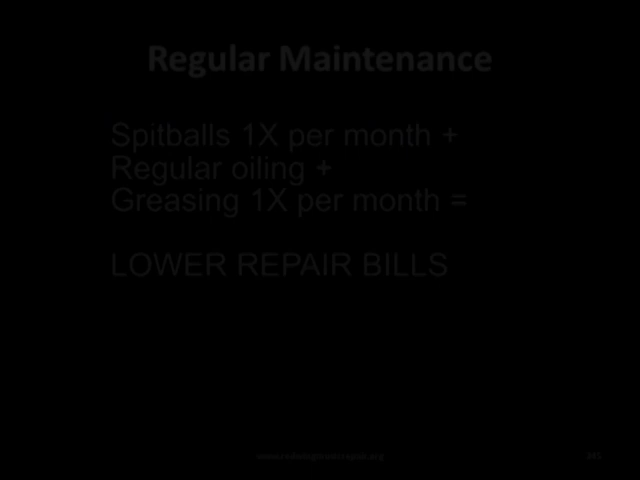 Regular Maintenance
Spitballs 1X per month +
Regular oiling +
Greasing 1X per month =
LOWER REPAIR BILLS